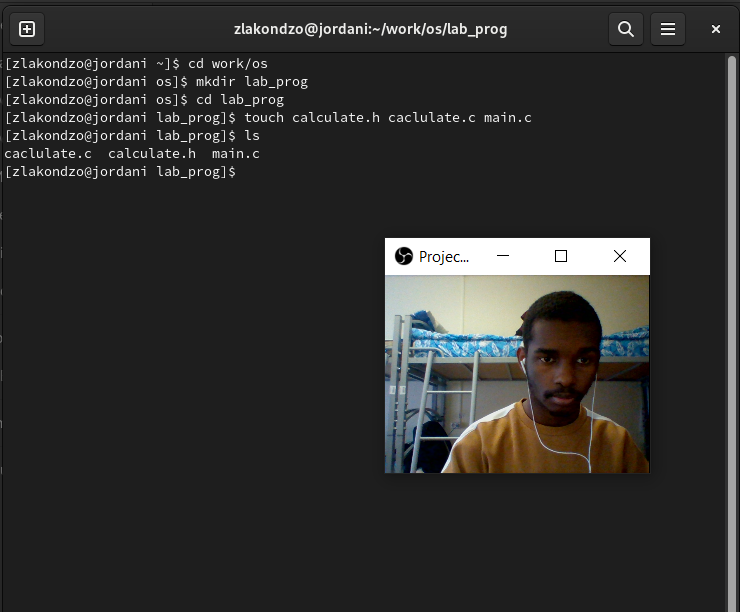 zlakondzo@jordani:~/work/os/lab_prog
[zlakondzo@jordani ~]$ cd work/os
[zlakondzo@jordani os]$ mkdir lab_prog
[zlakondzo@jordani os]$ cd lab_prog
[zlakondzo@jordani lab_prog]$ touch calculate.h caclulate.c main.c
[zlakondzo@jordani lab_prog]$ ls
caclulate.c  calculate.h  main.c
[zlakondzo@jordani lab_prog]$
Projec...